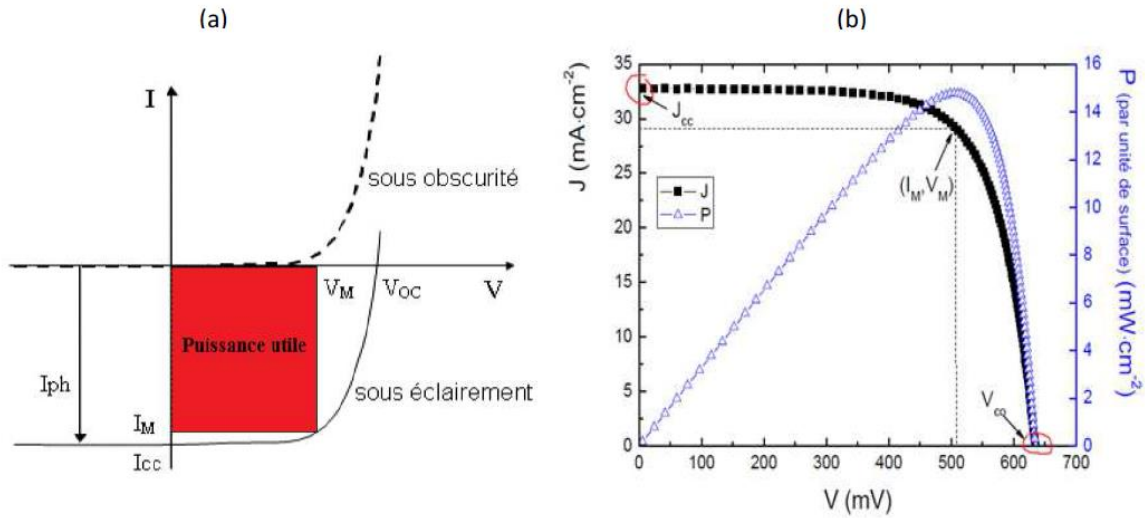 (a)
I
sous obscurité
V_M
V_OC
V
Puissance utile
Iph
sous éclairement
I_M
Icc
(b)
35
30
25
20
15
10
5
0
J (mA·cm⁻²)
J_cc
(I_M,V_M)
J
P
V_co
0
100
200
300
400
500
600
700
V (mV)
16
14
12
10
8
6
4
2
0
P (par unité de surface) (mW·cm⁻²)